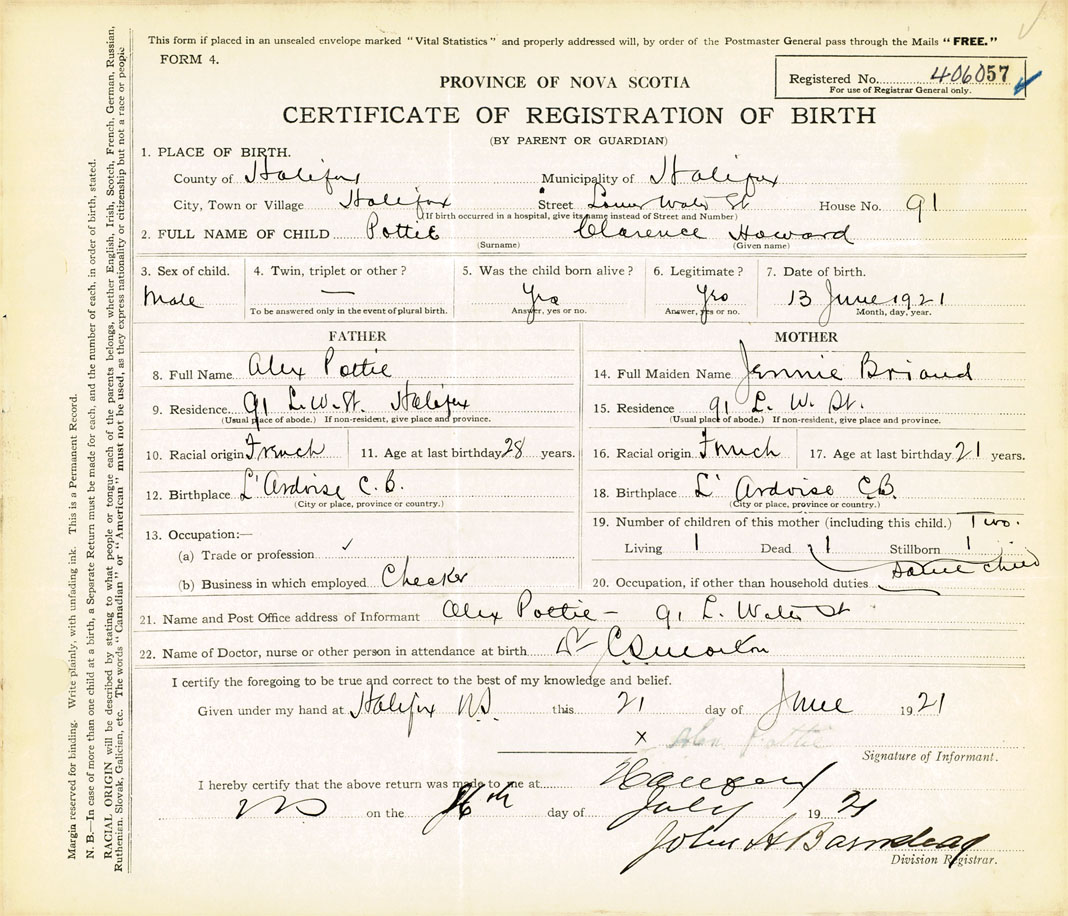 This form if placed in an unsealed envelope marked "Vital Statistics" and properly addressed will, by order of the Postmaster General pass through the Mails "FREE."
FORM 4.
Registered No. 406057
For use of Registrar General only.
PROVINCE OF NOVA SCOTIA
CERTIFICATE OF REGISTRATION OF BIRTH
(BY PARENT OR GUARDIAN)
1. PLACE OF BIRTH.
County of Halifax Municipality of Halifax
City, Town or Village Halifax Street Lower Water St House No. 91
(If birth occurred in a hospital, give its name instead of Street and Number)
2. FULL NAME OF CHILD Pottie Clarence Howard
(Surname) (Given name)
3. Sex of child. 4. Twin, triplet or other? 5. Was the child born alive? 6. Legitimate? 7. Date of birth.
Male — Yes Yes 13 June 1921
To be answered only in the event of plural birth. Answer, yes or no. Answer, yes or no. Month, day, year.
FATHER MOTHER
8. Full Name Alex Pottie 14. Full Maiden Name Jennie Briand
9. Residence 91 L.W. St. Halifax 15. Residence 91 L. W. St.
(Usual place of abode.) If non-resident, give place and province. (Usual place of abode.) If non-resident, give place and province.
10. Racial origin French 11. Age at last birthday 28 years. 16. Racial origin French 17. Age at last birthday 21 years.
12. Birthplace L'Ardoise C.B. 18. Birthplace L'Ardoise C.B.
(City or place, province or country.) (City or place, province or country.)
13. Occupation:—
(a) Trade or profession ✓
(b) Business in which employed Checker
19. Number of children of this mother (including this child.) Two.
Living 1 Dead 1 Stillborn 1
same child
20. Occupation, if other than household duties
21. Name and Post Office address of Informant Alex Pottie – 91 L. Water St
22. Name of Doctor, nurse or other person in attendance at birth Dr
I certify the foregoing to be true and correct to the best of my knowledge and belief.
Given under my hand at Halifax N.S. this 21 day of June 1921
x Alex Pottie
Signature of Informant.
I hereby certify that the above return was made to me at Halifax
NS on the 16th day of July 1921
John A Barnstead
Division Registrar.
Margin reserved for binding. Write plainly, with unfading ink. This is a Permanent Record.
N. B.—In case of more than one child at a birth, a Separate Return must be made for each, and the number of each, in order of birth, stated.
RACIAL ORIGIN will be described by stating to what people or tongue each of the parents belongs, whether English, Irish, Scotch, French, German, Russian,
Ruthenian, Slovak, Galician, etc. The words "Canadian" or "American" must not be used, as they express nationality or citizenship but not a race or people